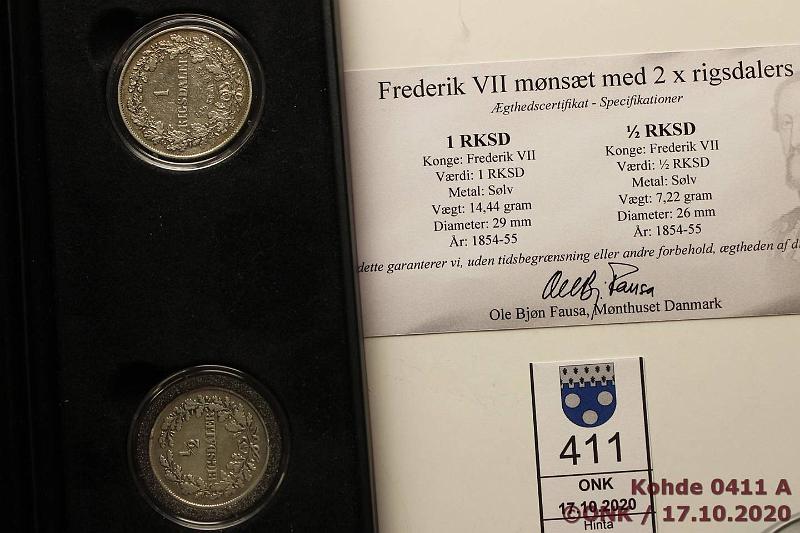 1
RIGSDALER
1/2
RIGSDALER
Frederik VII mønsæt med 2 x rigsdalers
Ægthedscertifikat - Specifikationer
1 RKSD
Konge: Frederik VII
Værdi: 1 RKSD
Metal: Sølv
Vægt: 14,44 gram
Diameter: 29 mm
År: 1854-55
½ RKSD
Konge: Frederik VII
Værdi: ½ RKSD
Metal: Sølv
Vægt: 7,22 gram
Diameter: 26 mm
År: 1854-55
dette garanterer vi, uden tidsbegrænsning eller andre forbehold, ægtheden af
Ole Bj. Fausa
Ole Bjøn Fausa, Mønthuset Danmark
411
ONK
17.10.2020
Hinta
Kohde 0411 A
©ONK / 17.10.2020